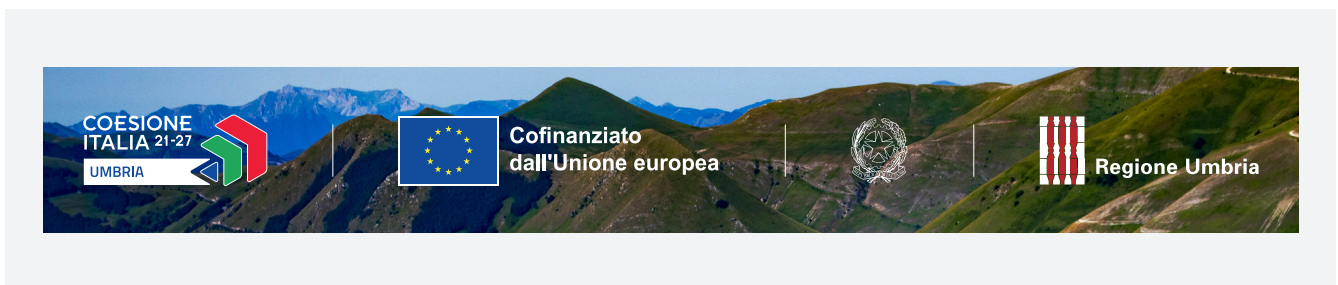 COESIONE
ITALIA 21-27
UMBRIA
Cofinanziato
dall'Unione europea
Regione Umbria